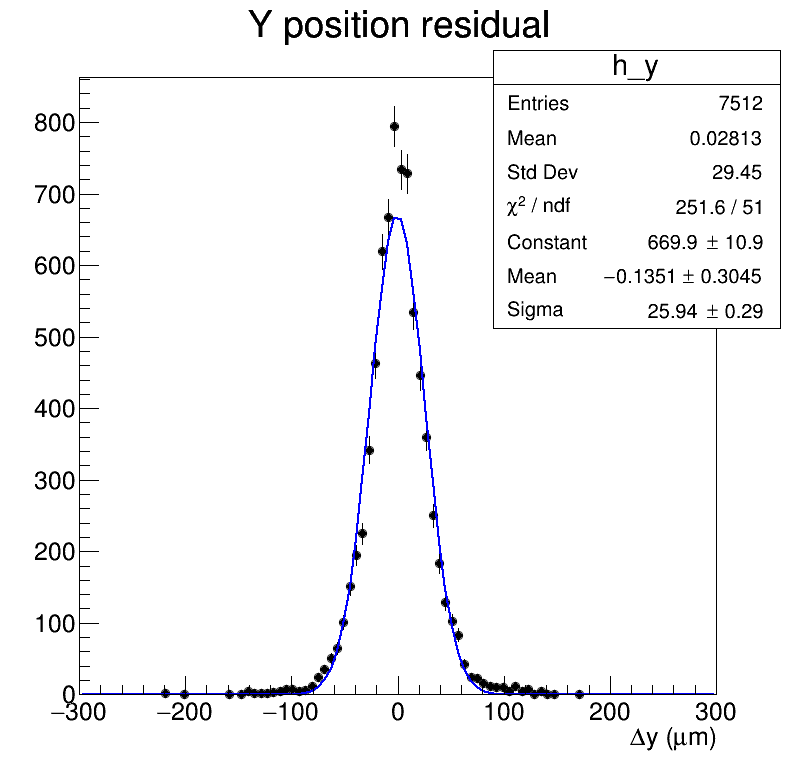 Y position residual
h_y
Entries 7512
Mean 0.02813
Std Dev 29.45
χ² / ndf 251.6 / 51
Constant 669.9 ± 10.9
Mean −0.1351 ± 0.3045
Sigma 25.94 ± 0.29
800
700
600
500
400
300
200
100
0
−300 −200 −100 0 100 200 300
Δy (μm)